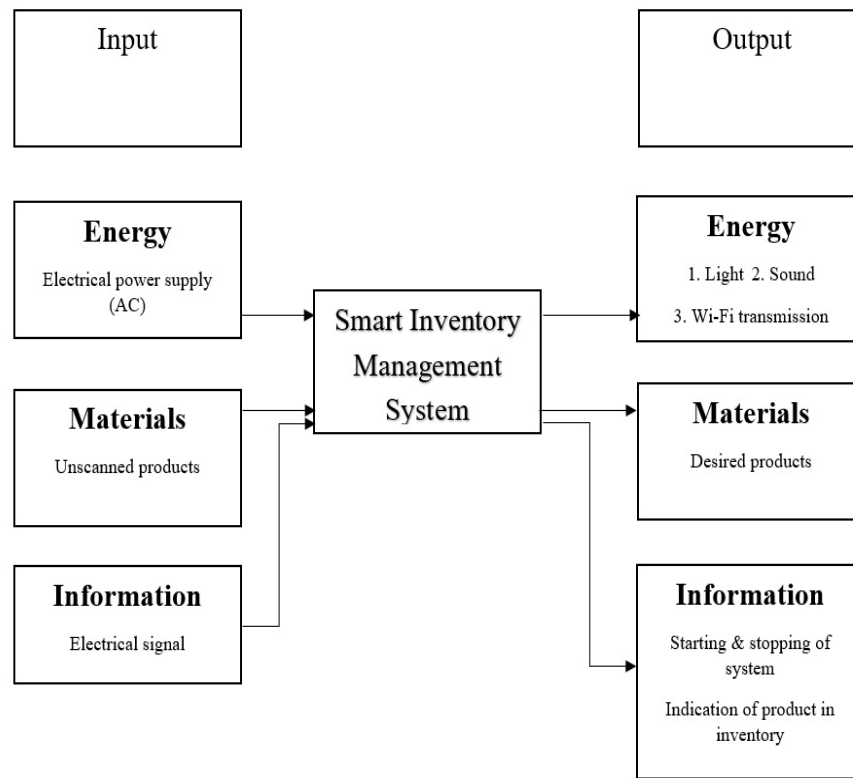 Input
Output
Energy
Electrical power supply
(AC)
Energy
1. Light 2. Sound
3. Wi-Fi transmission
Smart Inventory
Management
System
Materials
Unscanned products
Materials
Desired products
Information
Electrical signal
Information
Starting & stopping of
system
Indication of product in
inventory